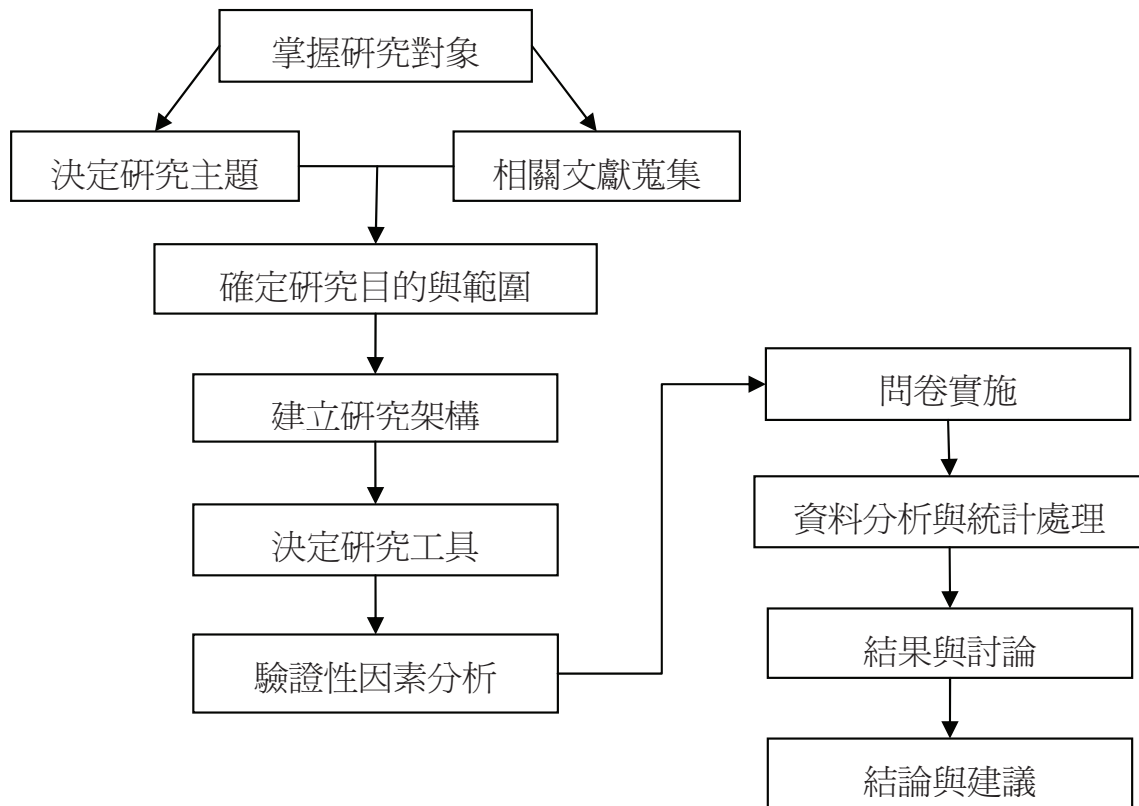 掌握研究對象
決定研究主題
相關文獻蒐集
確定研究目的與範圍
建立研究架構
決定研究工具
驗證性因素分析
問卷實施
資料分析與統計處理
結果與討論
結論與建議